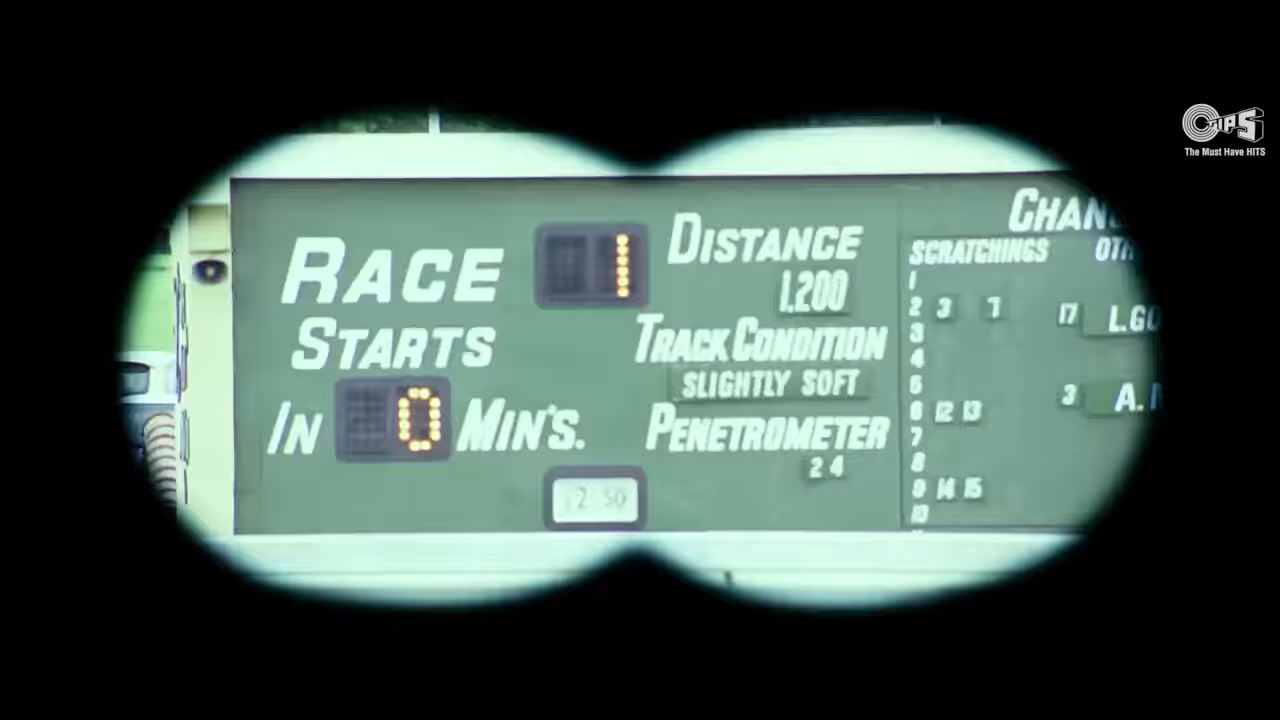 TIPS
The Must Have HITS
RACE 1
STARTS
IN 0 MIN'S.
DISTANCE
1,200
TRACK CONDITION
SLIGHTLY SOFT
PENETROMETER
2 4
SCRATCHINGS
1
2 3 7
3
4
5
6 12 13
7
8
9 14 15
10
17
3 A.